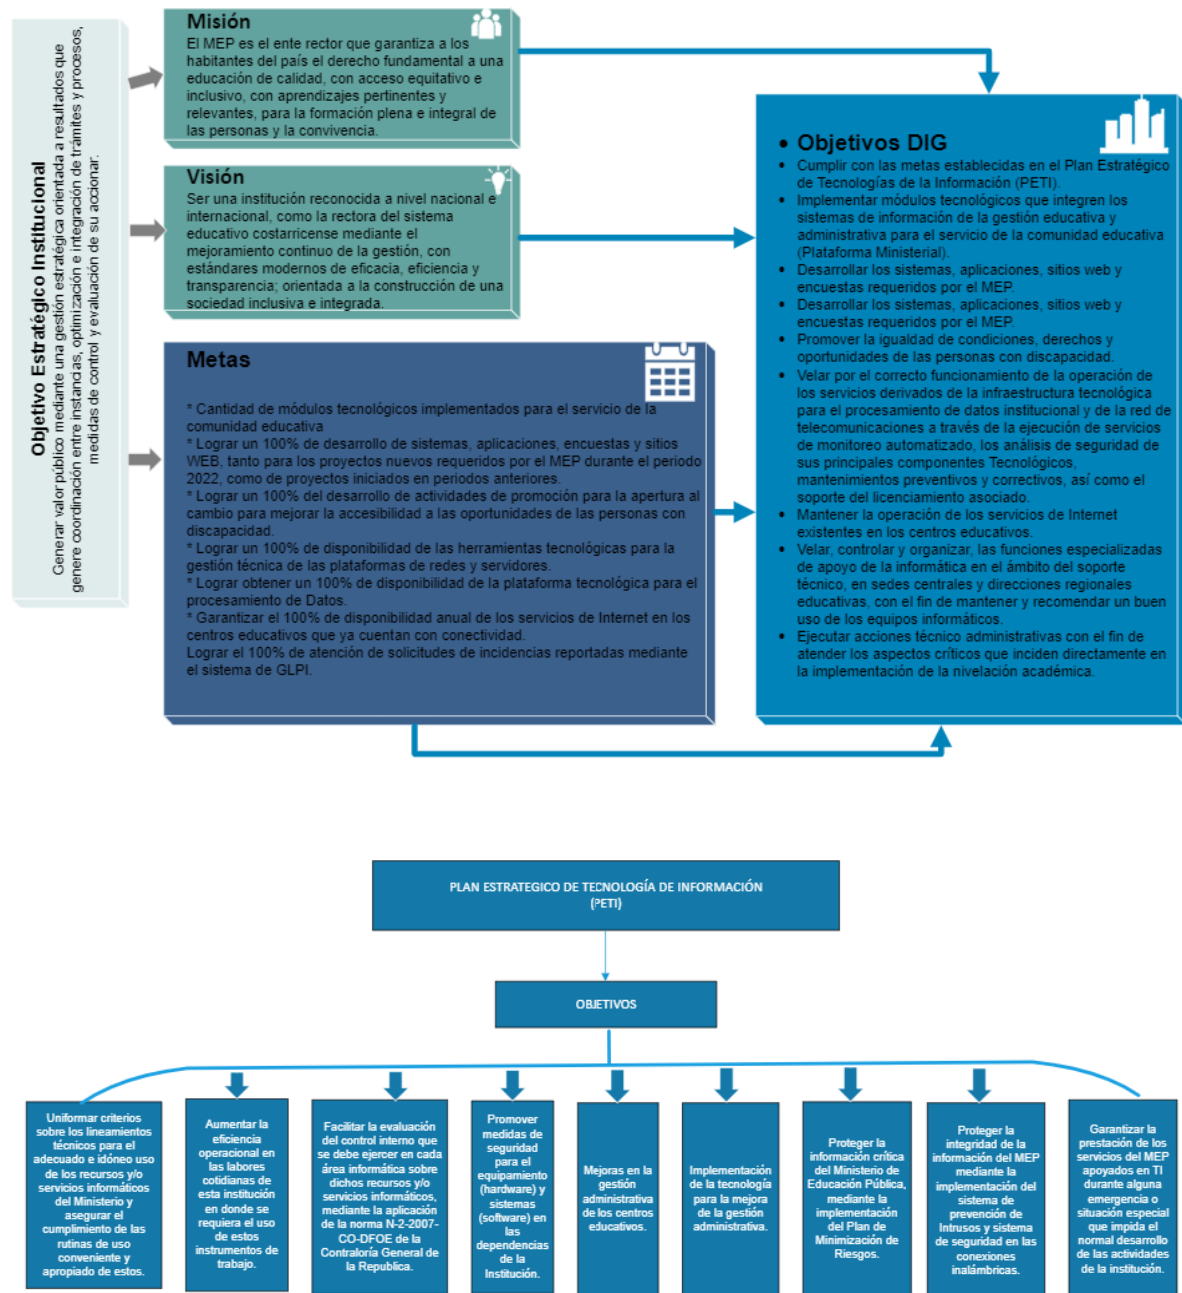 Objetivo Estratégico Institucional
Generar valor público mediante una gestión estratégica orientada a resultados que
genere coordinación entre instancias, optimización e integración de trámites y procesos,
medidas de control y evaluación de su accionar.
Misión
El MEP es el ente rector que garantiza a los
habitantes del país el derecho fundamental a una
educación de calidad, con acceso equitativo e
inclusivo, con aprendizajes pertinentes y
relevantes, para la formación plena e integral de
las personas y la convivencia.
Visión
Ser una institución reconocida a nivel nacional e
internacional, como la rectora del sistema
educativo costarricense mediante el
mejoramiento continuo de la gestión, con
estándares modernos de eficacia, eficiencia y
transparencia; orientada a la construcción de una
sociedad inclusiva e integrada.
Metas
* Cantidad de módulos tecnológicos implementados para el servicio de la
comunidad educativa
* Lograr un 100% de desarrollo de sistemas, aplicaciones, encuestas y sitios
WEB, tanto para los proyectos nuevos requeridos por el MEP durante el periodo
2022, como de proyectos iniciados en periodos anteriores.
* Lograr un 100% del desarrollo de actividades de promoción para la apertura al
cambio para mejorar la accesibilidad a las oportunidades de las personas con
discapacidad.
* Lograr un 100% de disponibilidad de las herramientas tecnológicas para la
gestión técnica de las plataformas de redes y servidores.
* Lograr obtener un 100% de disponibilidad de la plataforma tecnológica para el
procesamiento de Datos.
* Garantizar el 100% de disponibilidad anual de los servicios de Internet en los
centros educativos que ya cuentan con conectividad.
Lograr el 100% de atención de solicitudes de incidencias reportadas mediante
el sistema de GLPI.
• Objetivos DIG
• Cumplir con las metas establecidas en el Plan Estratégico
de Tecnologías de la Información (PETI).
• Implementar módulos tecnológicos que integren los
sistemas de información de la gestión educativa y
administrativa para el servicio de la comunidad educativa
(Plataforma Ministerial).
• Desarrollar los sistemas, aplicaciones, sitios web y
encuestas requeridos por el MEP.
• Desarrollar los sistemas, aplicaciones, sitios web y
encuestas requeridos por el MEP.
• Promover la igualdad de condiciones, derechos y
oportunidades de las personas con discapacidad.
• Velar por el correcto funcionamiento de la operación de
los servicios derivados de la infraestructura tecnológica
para el procesamiento de datos institucional y de la red de
telecomunicaciones a través de la ejecución de servicios
de monitoreo automatizado, los análisis de seguridad de
sus principales componentes Tecnológicos,
mantenimientos preventivos y correctivos, así como el
soporte del licenciamiento asociado.
• Mantener la operación de los servicios de Internet
existentes en los centros educativos.
• Velar, controlar y organizar, las funciones especializadas
de apoyo de la informática en el ámbito del soporte
técnico, en sedes centrales y direcciones regionales
educativas, con el fin de mantener y recomendar un buen
uso de los equipos informáticos.
• Ejecutar acciones técnico administrativas con el fin de
atender los aspectos críticos que inciden directamente en
la implementación de la nivelación académica.
PLAN ESTRATEGICO DE TECNOLOGÍA DE INFORMACIÓN
(PETI)
OBJETIVOS
Uniformar criterios
sobre los lineamientos
técnicos para el
adecuado e idóneo uso
de los recursos y/o
servicios informáticos
del Ministerio y
asegurar el
cumplimiento de las
rutinas de uso
conveniente y
apropiado de estos.
Aumentar la
eficiencia
operacional en
las labores
cotidianas de
esta institución
en donde se
requiera el uso
de estos
instrumentos de
trabajo.
Facilitar la evaluación
del control interno que
se debe ejercer en cada
área informática sobre
dichos recursos y/o
servicios informáticos,
mediante la aplicación
de la norma N-2-2007-
CO-DFOE de la
Contraloría General de
la Republica.
Promover
medidas de
seguridad
para el
equipamiento
(hardware) y
sistemas
(software) en
las
dependencias
de la
Institución.
Mejoras en la
gestión
administrativa
de los centros
educativos.
Implementación
de la tecnología
para la mejora
de la gestión
administrativa.
Proteger la
información crítica
del Ministerio de
Educación Pública,
mediante la
implementación
del Plan de
Minimización de
Riesgos.
Proteger la
integridad de la
información del MEP
mediante la
implementación del
sistema de
prevención de
Intrusos y sistema
de seguridad en las
conexiones
inalámbricas.
Garantizar la
prestación de los
servicios del MEP
apoyados en TI
durante alguna
emergencia o
situación especial
que impida el
normal desarrollo
de las actividades
de la institución.